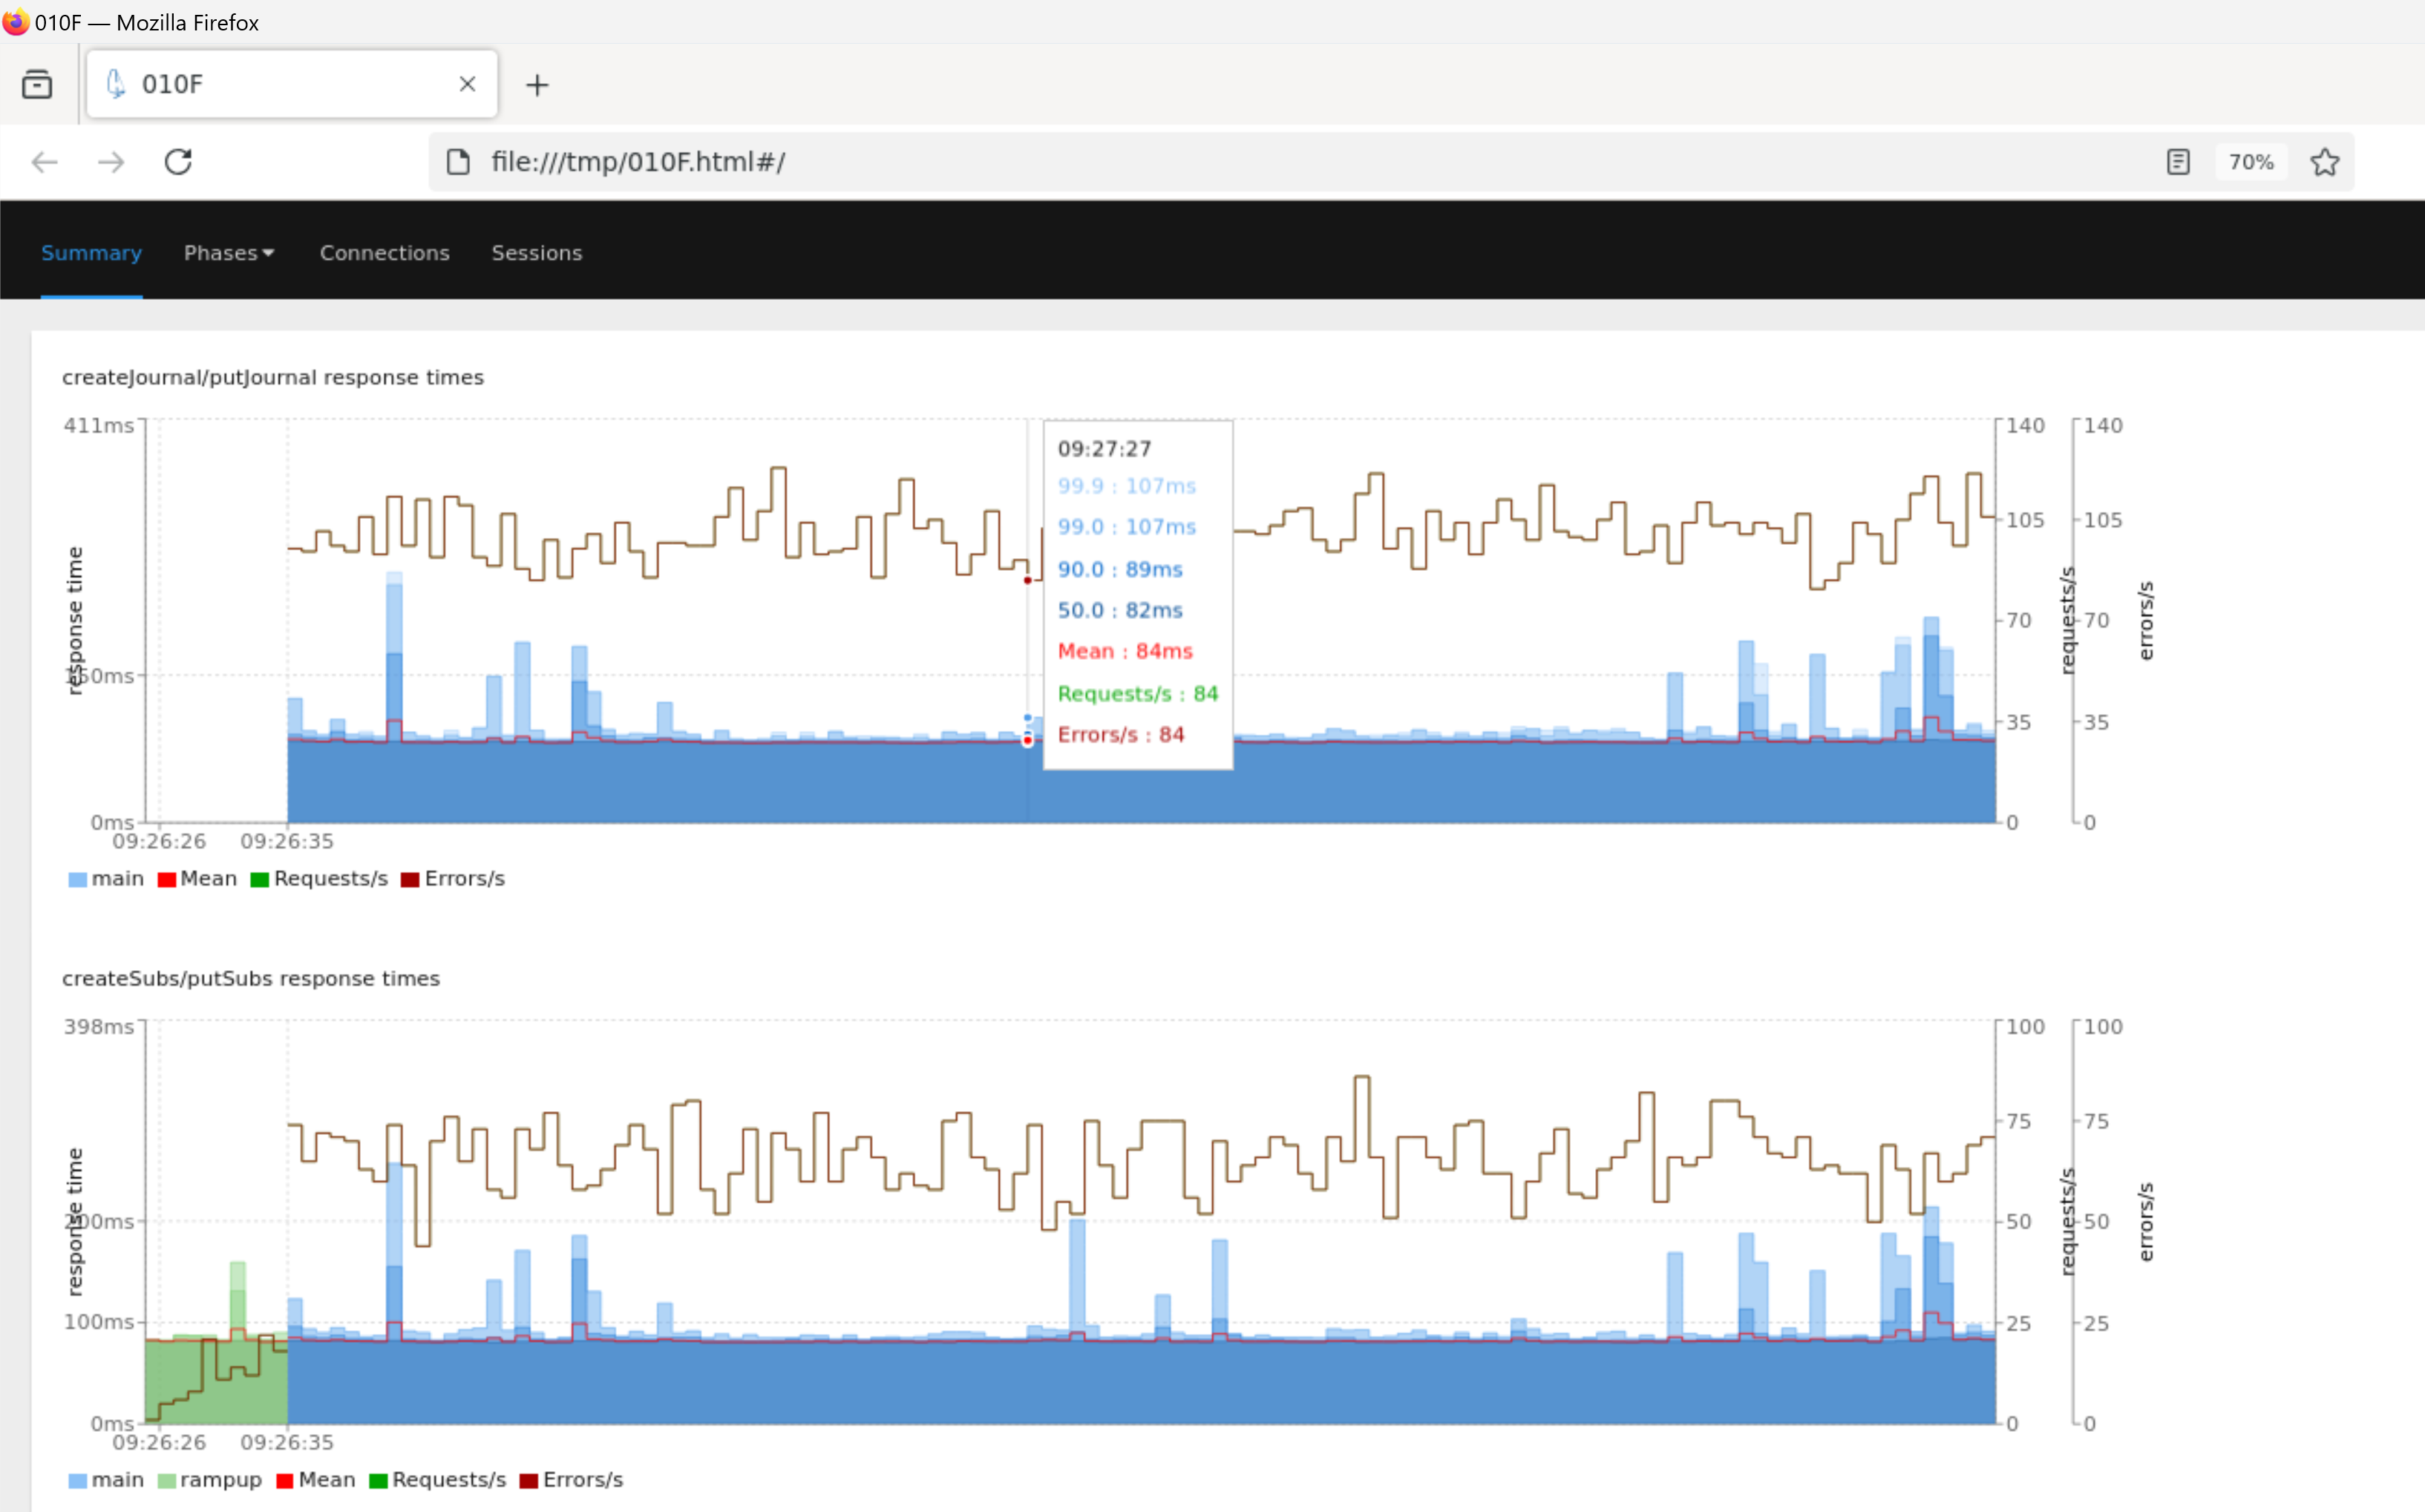 010F — Mozilla Firefox
010F
file:///tmp/010F.html#/
70%
Summary Phases Connections Sessions
createJournal/putJournal response times
411ms
150ms
0ms
response time
09:26:26 09:26:35
09:27:27
99.9 : 107ms
99.0 : 107ms
90.0 : 89ms
50.0 : 82ms
Mean : 84ms
Requests/s : 84
Errors/s : 84
140
105
70
35
0
requests/s
140
105
70
35
0
errors/s
main Mean Requests/s Errors/s
createSubs/putSubs response times
398ms
200ms
100ms
0ms
response time
09:26:26 09:26:35
100
75
50
25
0
requests/s
100
75
50
25
0
errors/s
main rampup Mean Requests/s Errors/s